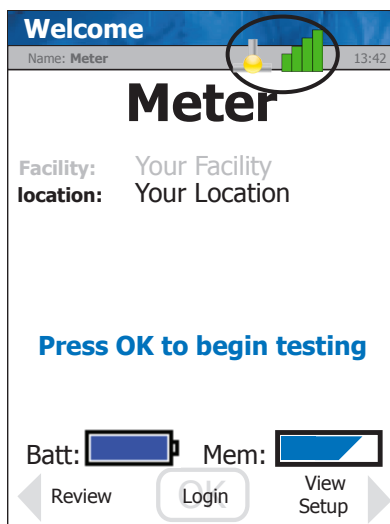 Welcome
Name: Meter 13:42
Meter
Facility: Your Facility
location: Your Location
Press OK to begin testing
Batt: Mem:
Review OK Login View Setup